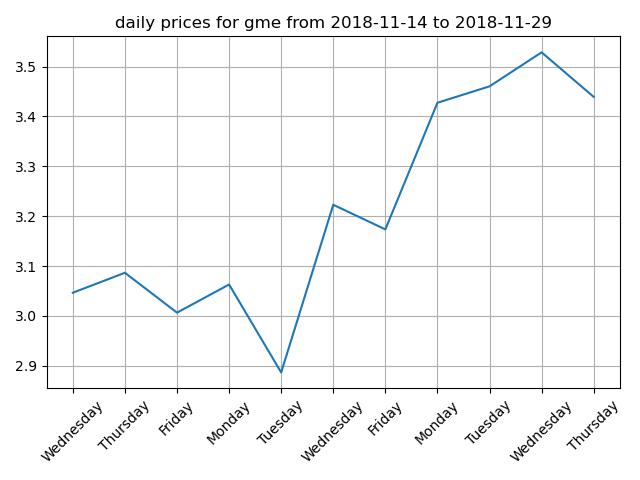 daily prices for gme from 2018-11-14 to 2018-11-29
3.5
3.4
3.3
3.2
3.1
3.0
2.9
Wednesday
Thursday
Friday
Monday
Tuesday
Wednesday
Friday
Monday
Tuesday
Wednesday
Thursday